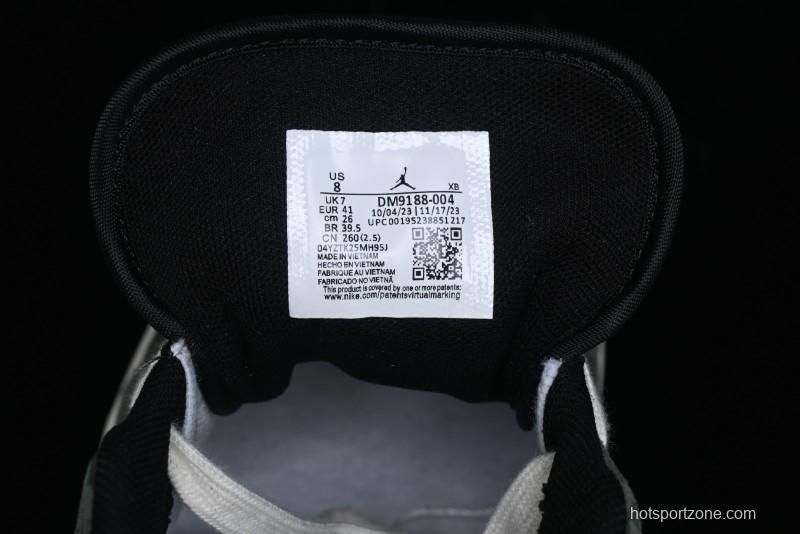 US
8
XB
UK 7
DM9188-004
EUR 41
10/04/23 | 11/17/23
cm 26
UPC00195238851217
BR 39.5
CN 260(2.5)
04YZTK25MH95J
MADE IN VIETNAM
HECHO EN VIETNAM
FABRIQUE AU VIETNAM
FABRICADO NO VIETNÃ
This product is covered by one or more patents:
www.nike.com/patentsvirtualmarking
hotsportzone.com